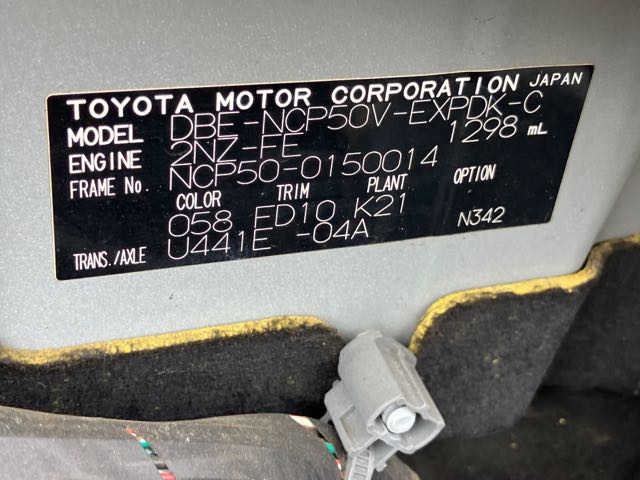 TOYOTA MOTOR CORPORATION JAPAN
MODEL DBE-NCP50V-EXPDK-C
ENGINE 2NZ-FE 1298 mL
FRAME No. NCP50-0150014
COLOR TRIM PLANT OPTION
058 FD10 K21
TRANS./AXLE U441E -04A N342